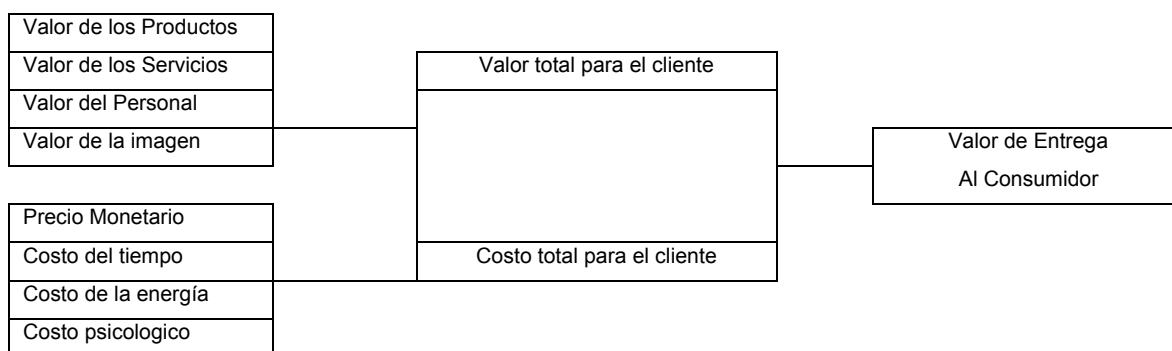 Valor de los Productos
Valor de los Servicios
Valor del Personal
Valor de la imagen
Precio Monetario
Costo del tiempo
Costo de la energía
Costo psicologico
Valor total para el cliente
Costo total para el cliente
Valor de Entrega
Al Consumidor